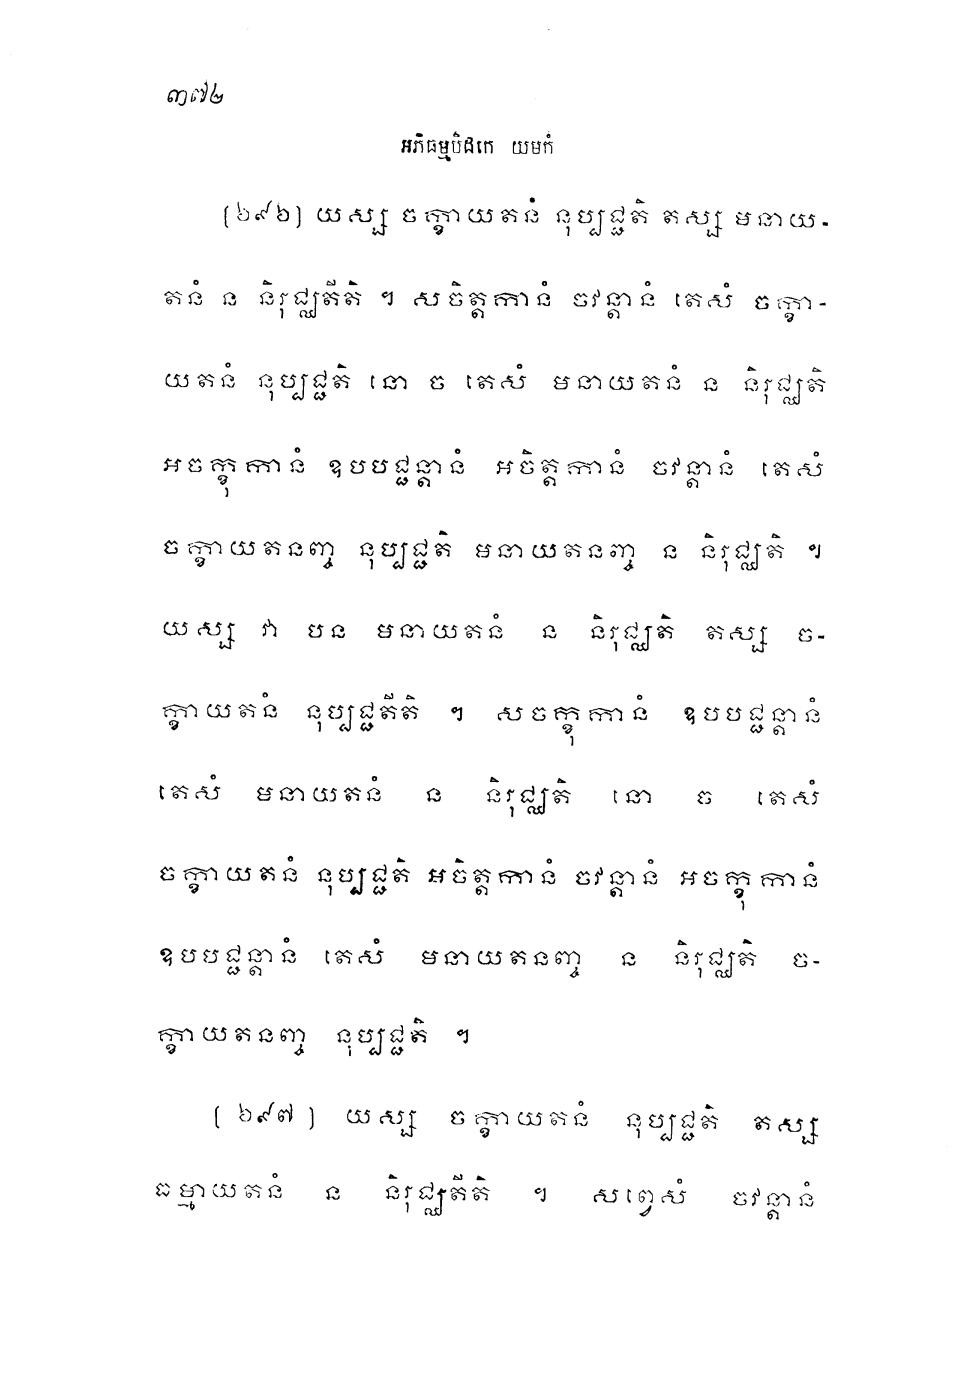 ៣៧២
អភិធម្មបិដកេ យមកំ
(៦៩៦) យស្ស ចក្ខាយតនំ នុប្បជ្ជតិ តស្ស មនាយ-
តនំ ន និរុជ្ឈតីតិ ។ សចិត្តកានំ ចវន្តានំ តេសំ ចក្ខា-
យតនំ នុប្បជ្ជតិ នោ ច តេសំ មនាយតនំ ន និរុជ្ឈតិ
អចក្ខុកានំ ឧបបជ្ជន្តានំ អចិត្តកានំ ចវន្តានំ តេសំ
ចក្ខាយតនញ្ច នុប្បជ្ជតិ មនាយតនញ្ច ន និរុជ្ឈតិ ។
យស្ស វា បន មនាយតនំ ន និរុជ្ឈតិ តស្ស ច-
ក្ខាយតនំ នុប្បជ្ជតីតិ ។ សចក្ខុកានំ ឧបបជ្ជន្តានំ
តេសំ មនាយតនំ ន និរុជ្ឈតិ នោ ច តេសំ
ចក្ខាយតនំ នុប្បជ្ជតិ អចិត្តកានំ ចវន្តានំ អចក្ខុកានំ
ឧបបជ្ជន្តានំ តេសំ មនាយតនញ្ច ន និរុជ្ឈតិ ច-
ក្ខាយតនញ្ច នុប្បជ្ជតិ ។
(៦៩៧) យស្ស ចក្ខាយតនំ នុប្បជ្ជតិ តស្ស
ធម្មាយតនំ ន និរុជ្ឈតីតិ ។ សព្វេសំ ចវន្តានំ